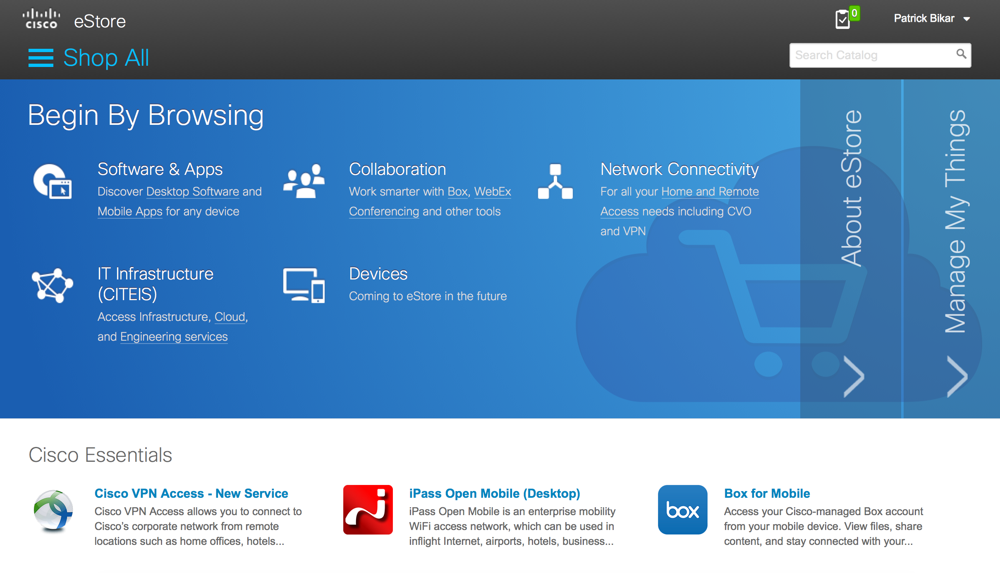 CISCO eStore
0
Patrick Bikar
Shop All
Search Catalog
Begin By Browsing
Software & Apps
Discover Desktop Software and
Mobile Apps for any device
Collaboration
Work smarter with Box, WebEx
Conferencing and other tools
Network Connectivity
For all your Home and Remote
Access needs including CVO
and VPN
IT Infrastructure
(CITEIS)
Access Infrastructure, Cloud,
and Engineering services
Devices
Coming to eStore in the future
About eStore
Manage My Things
Cisco Essentials
Cisco VPN Access - New Service
Cisco VPN Access allows you to connect to
Cisco’s corporate network from remote
locations such as home offices, hotels...
iPass Open Mobile (Desktop)
iPass Open Mobile is an enterprise mobility
WiFi access network, which can be used in
inflight Internet, airports, hotels, business...
box
Box for Mobile
Access your Cisco-managed Box account
from your mobile device. View files, share
content, and stay connected with your...